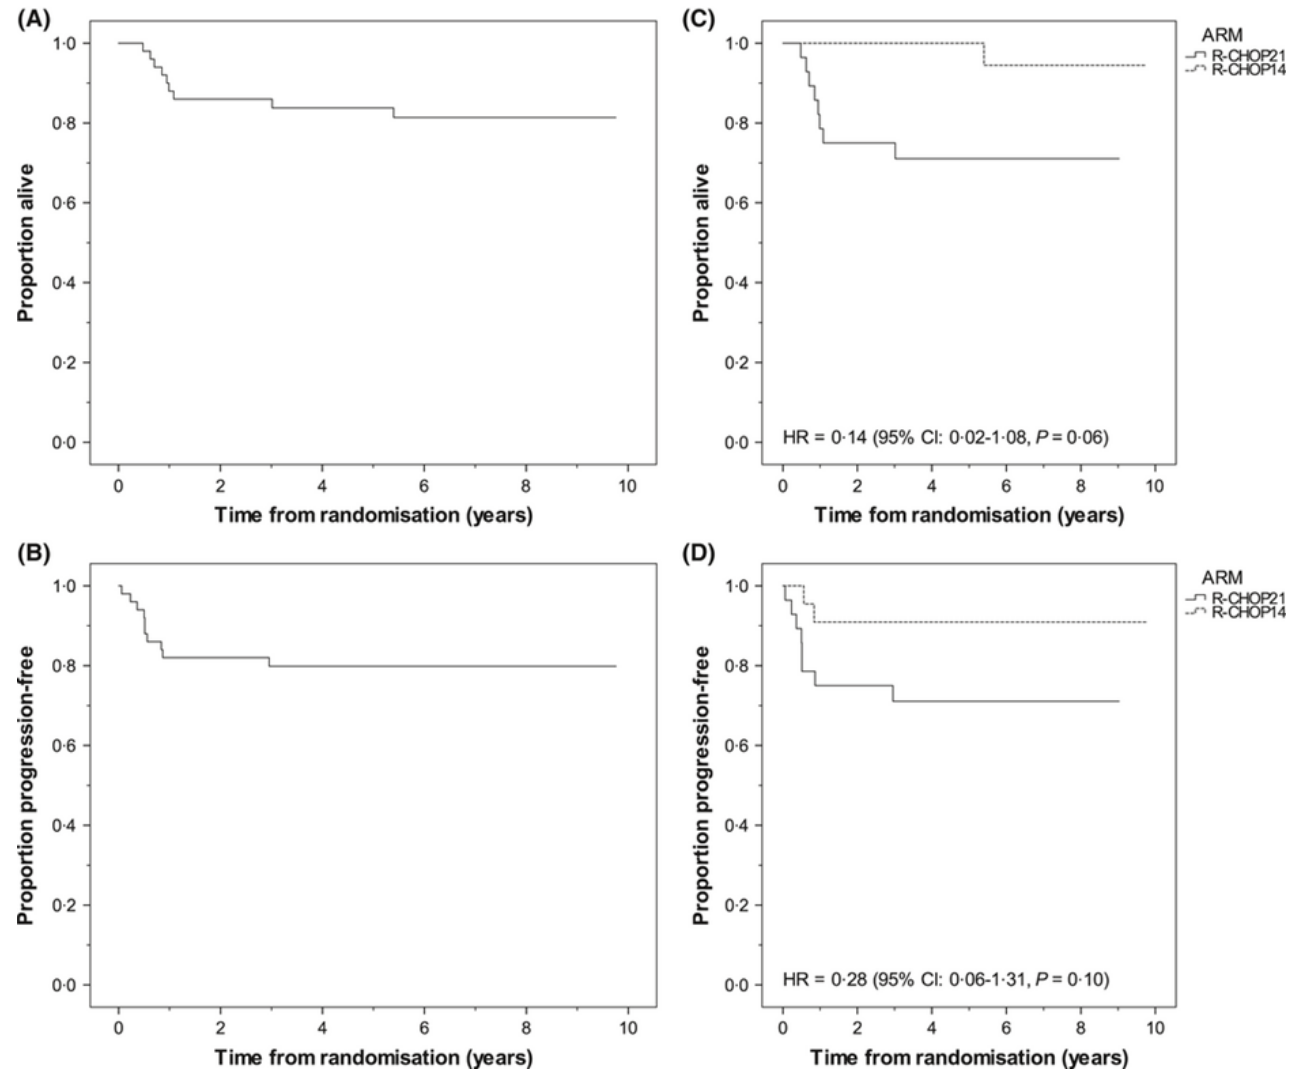 (A)
1·0
0·8
0·6
0·4
0·2
0·0
Proportion alive
0 2 4 6 8 10
Time from randomisation (years)
(C)
1·0
0·8
0·6
0·4
0·2
0·0
Proportion alive
HR = 0·14 (95% CI: 0·02-1·08, P = 0·06)
0 2 4 6 8 10
Time fom randomisation (years)
ARM
R-CHOP21
R-CHOP14
(B)
1·0
0·8
0·6
0·4
0·2
0·0
Proportion progression-free
0 2 4 6 8 10
Time from randomisation (years)
(D)
1·0
0·8
0·6
0·4
0·2
0·0
Proportion progression-free
HR = 0·28 (95% CI: 0·06-1·31, P = 0·10)
0 2 4 6 8 10
Time from randomisation (years)
ARM
R-CHOP21
R-CHOP14